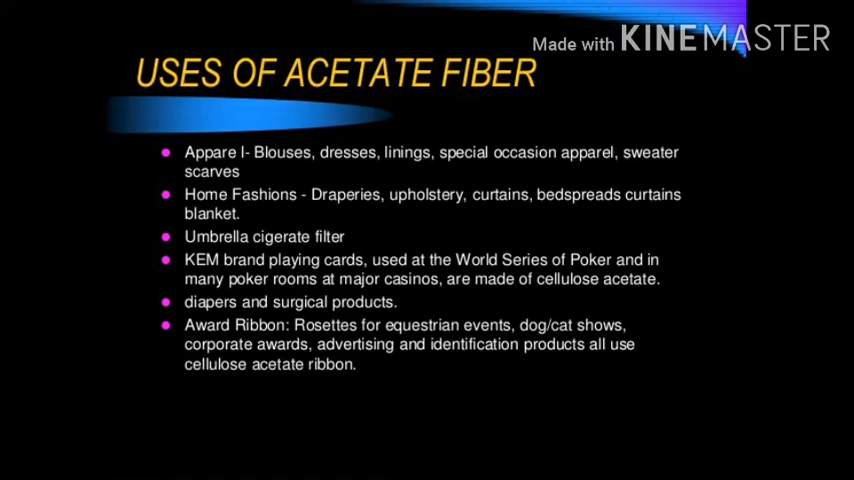 Made with KINEMASTER
USES OF ACETATE FIBER
Appare l- Blouses, dresses, linings, special occasion apparel, sweater
scarves
Home Fashions - Draperies, upholstery, curtains, bedspreads curtains
blanket.
Umbrella cigerate filter
KEM brand playing cards, used at the World Series of Poker and in
many poker rooms at major casinos, are made of cellulose acetate.
diapers and surgical products.
Award Ribbon: Rosettes for equestrian events, dog/cat shows,
corporate awards, advertising and identification products all use
cellulose acetate ribbon.